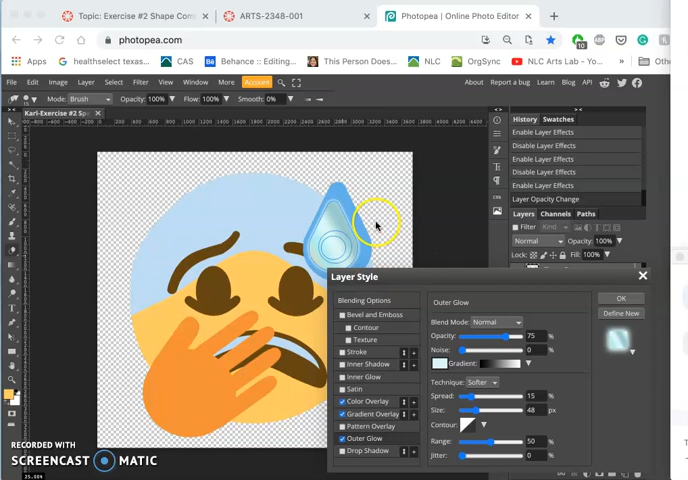 Topic: Exercise #2 Shape Com
ARTS-2348-001
Photopea | Online Photo Editor
photopea.com
Apps
healthselect texas...
CAS
Behance :: Editing...
This Person Does...
NLC
OrgSync
NLC Arts Lab - Yo...
Othe
File Edit Image Layer Select Filter View Window More Account
About Report a bug Learn Blog API
Mode: Brush Opacity: 100% Flow: 100% Smooth: 0%
Kari-Exercise #2 Sp
History Swatches
Enable Layer Effects
Disable Layer Effects
Enable Layer Effects
Disable Layer Effects
Enable Layer Effects
Layer Opacity Change
Layers Channels Paths
Filter Kind
Normal Opacity: 100%
Lock: Fill: 100%
Layer Style
Blending Options
Bevel and Emboss
Contour
Texture
Stroke
Inner Shadow
Inner Glow
Satin
Color Overlay
Gradient Overlay
Pattern Overlay
Outer Glow
Drop Shadow
Outer Glow
Blend Mode: Normal
Opacity: 75 %
Noise: 0 %
Gradient:
Technique: Softer
Spread: 15 %
Size: 48 px
Contour:
Range: 50 %
Jitter: 0 %
OK
Define New
CSS
RECORDED WITH
SCREENCAST MATIC
25.00%